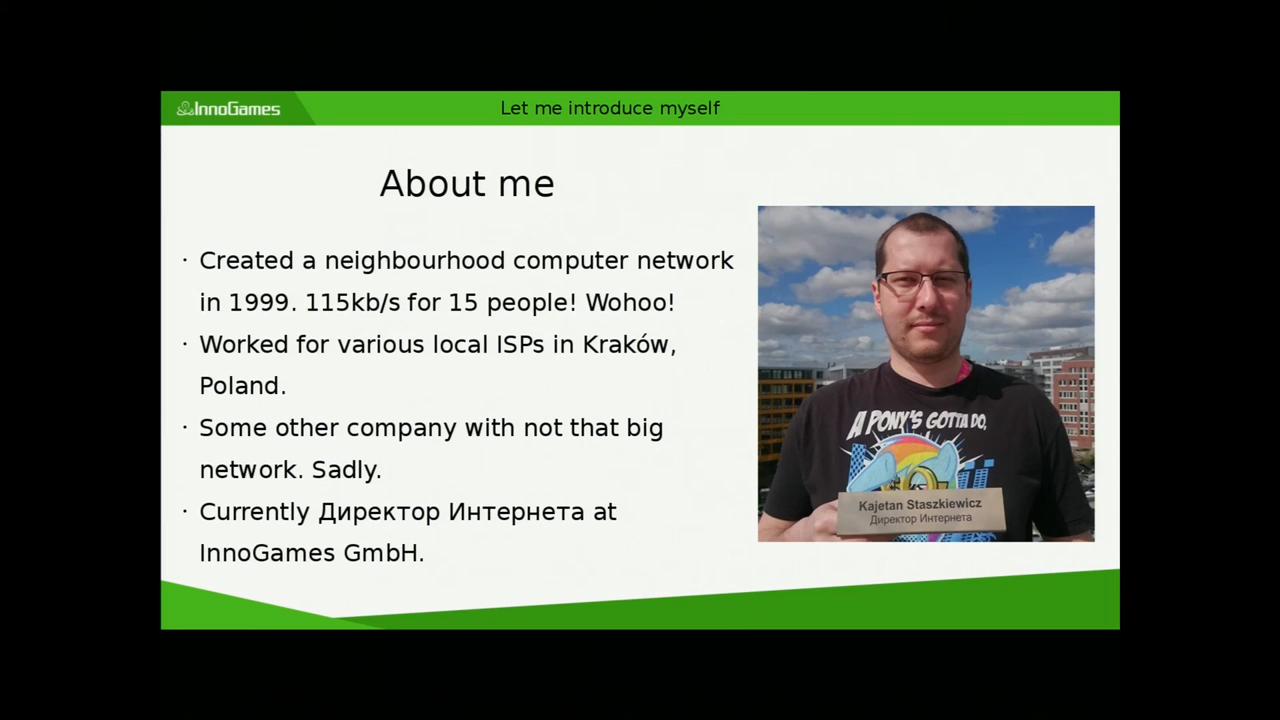 InnoGames
Let me introduce myself
About me
· Created a neighbourhood computer network
in 1999. 115kb/s for 15 people! Wohoo!
· Worked for various local ISPs in Kraków,
Poland.
· Some other company with not that big
network. Sadly.
· Currently Директор Интернета at
InnoGames GmbH.
A PONY'S GOTTA DO,
Kajetan Staszkiewicz
Директор Интернета